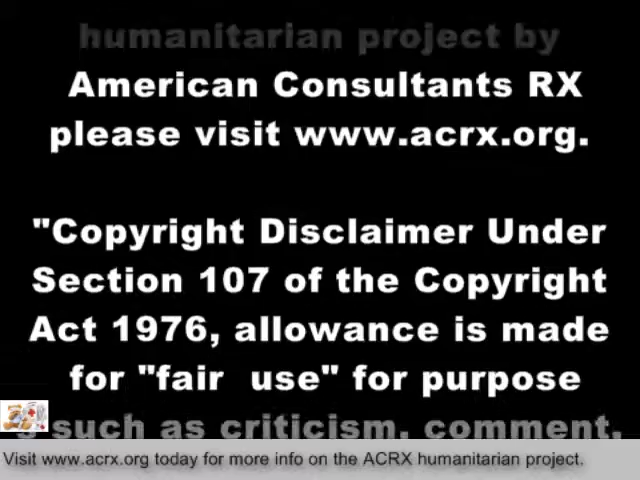 humanitarian project by
American Consultants RX
please visit www.acrx.org.
"Copyright Disclaimer Under
Section 107 of the Copyright
Act 1976, allowance is made
for "fair use" for purpose
s such as criticism, comment,
Visit www.acrx.org today for more info on the ACRX humanitarian project.